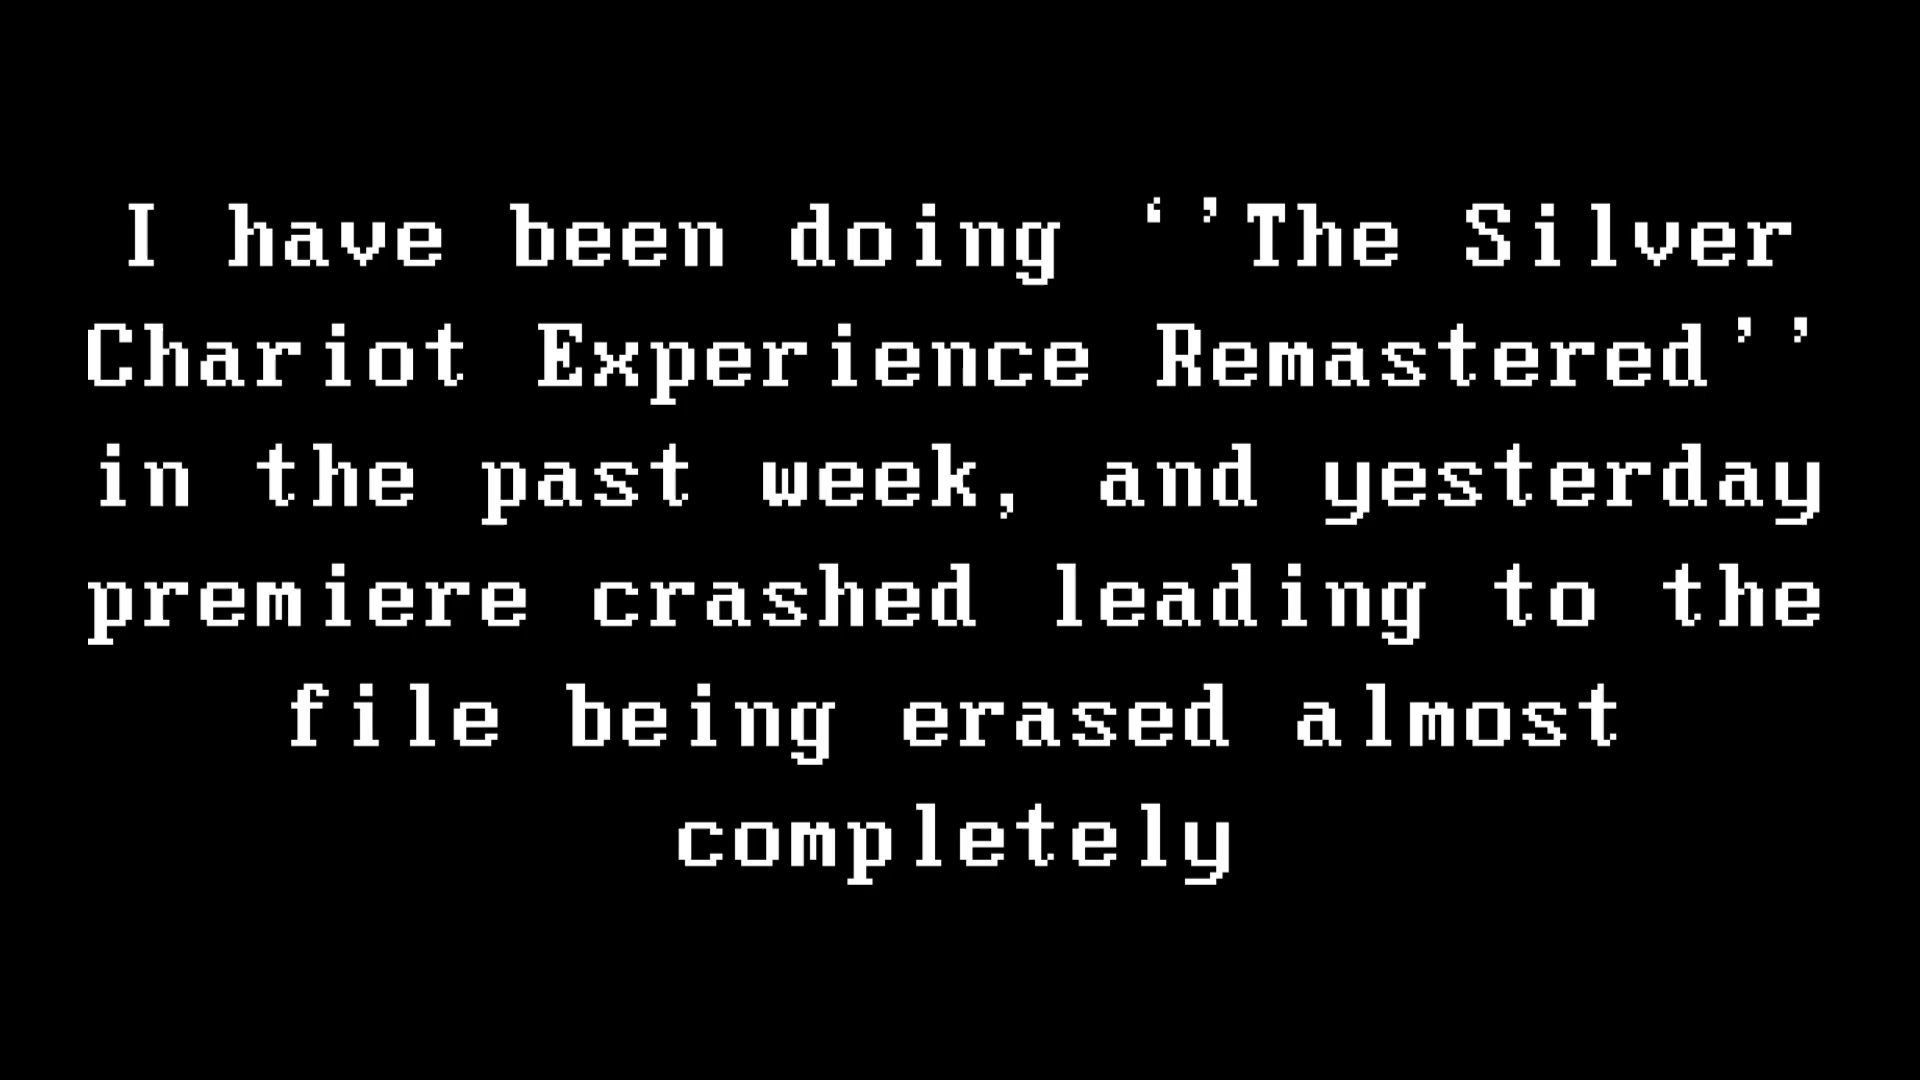 I have been doing ‘’The Silver
Chariot Experience Remastered’’
in the past week, and yesterday
premiere crashed leading to the
file being erased almost
completely